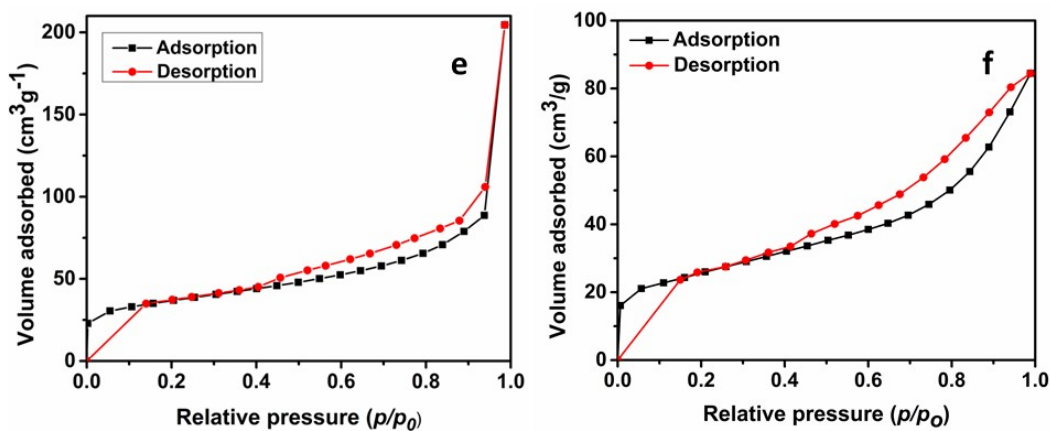 e
Adsorption
Desorption
Volume adsorbed (cm³g⁻¹)
200
150
100
50
0
0.0 0.2 0.4 0.6 0.8 1.0
Relative pressure (p/p₀)
f
Adsorption
Desorption
Volume adsorbed (cm³/g)
100
80
60
40
20
0
0.0 0.2 0.4 0.6 0.8 1.0
Relative pressure (p/pₒ)